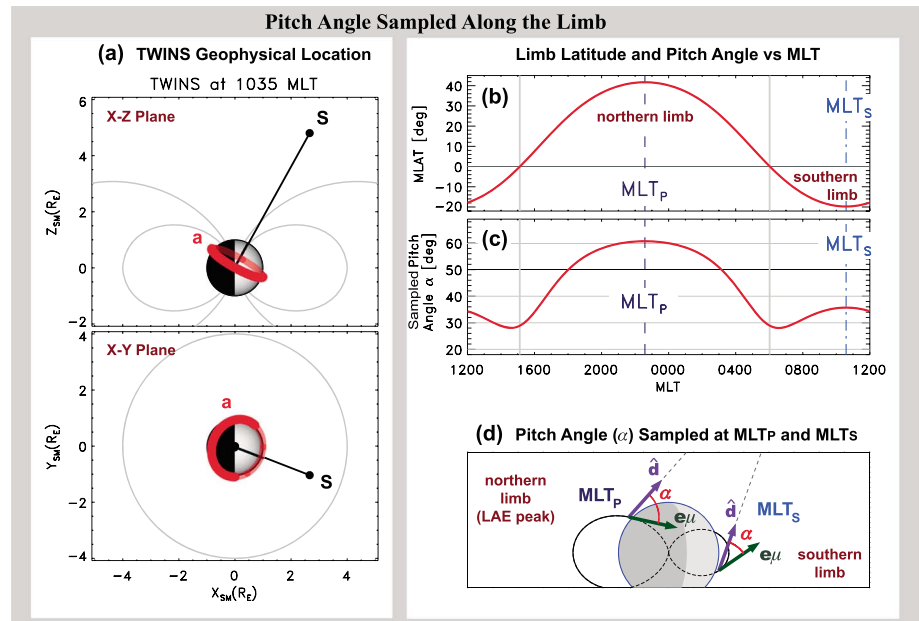 Pitch Angle Sampled Along the Limb
(a) TWINS Geophysical Location
TWINS at 1035 MLT
X-Z Plane
S
a
Z_SM(R_E)
6
4
2
0
−2
X-Y Plane
a
S
Y_SM(R_E)
4
2
0
−2
−4
−4 −2 0 2 4
X_SM(R_E)
Limb Latitude and Pitch Angle vs MLT
(b)
northern limb
MLT_S
MLT_P
southern
limb
MLAT [deg]
40
30
20
10
0
−10
−20
(c)
MLT_S
MLT_P
Sampled Pitch
Angle α [deg]
60
50
40
30
20
1200 1600 2000 0000 0400 0800 1200
MLT
(d) Pitch Angle (α) Sampled at MLTP and MLTS
northern
limb
(LAE peak)
MLT_P
d̂
α
eμ
MLT_S
d̂
α
eμ
southern
limb